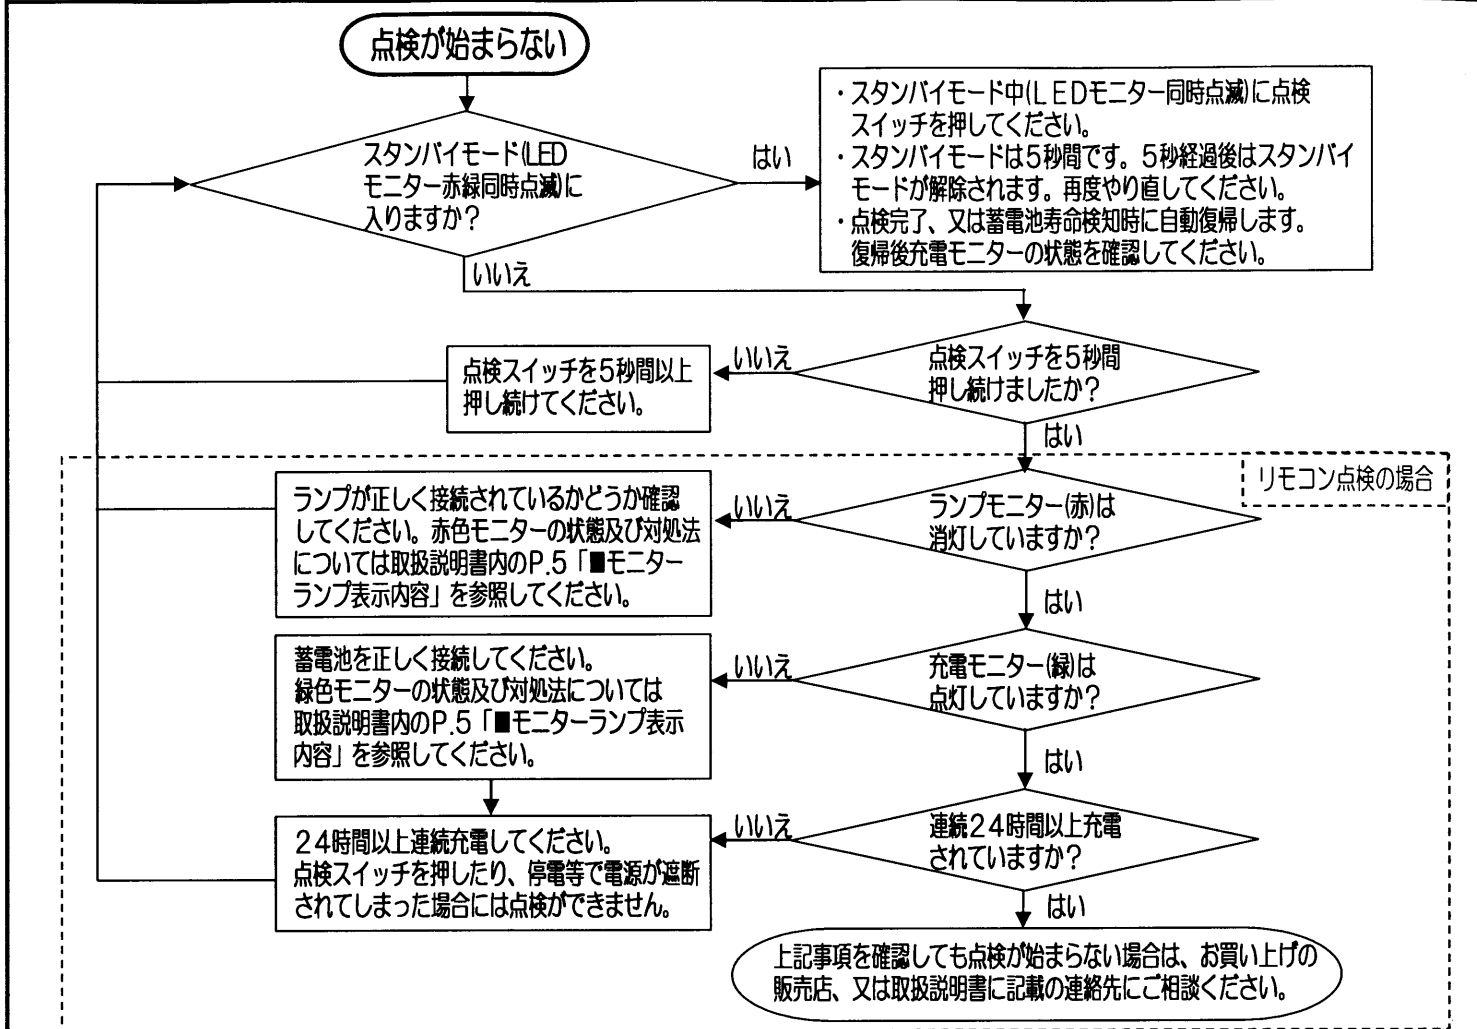 点検が始まらない
スタンバイモード(LED
モニター赤緑同時点滅)に
入りますか？
はい
・スタンバイモード中(LEDモニター同時点滅)に点検
スイッチを押してください。
・スタンバイモードは5秒間です。5秒経過後はスタンバイ
モードが解除されます。再度やり直してください。
・点検完了、又は蓄電池寿命検知時に自動復帰します。
復帰後充電モニターの状態を確認してください。
いいえ
点検スイッチを5秒間
押し続けましたか？
いいえ
点検スイッチを5秒間以上
押し続けてください。
はい
リモコン点検の場合
ランプモニター(赤)は
消灯していますか？
いいえ
ランプが正しく接続されているかどうか確認
してください。赤色モニターの状態及び対処法
については取扱説明書内のP.5「■モニター
ランプ表示内容」を参照してください。
はい
充電モニター(緑)は
点灯していますか？
いいえ
蓄電池を正しく接続してください。
緑色モニターの状態及び対処法については
取扱説明書内のP.5「■モニターランプ表示
内容」を参照してください。
はい
連続24時間以上充電
されていますか？
いいえ
24時間以上連続充電してください。
点検スイッチを押したり、停電等で電源が遮断
されてしまった場合には点検ができません。
はい
上記事項を確認しても点検が始まらない場合は、お買い上げの
販売店、又は取扱説明書に記載の連絡先にご相談ください。